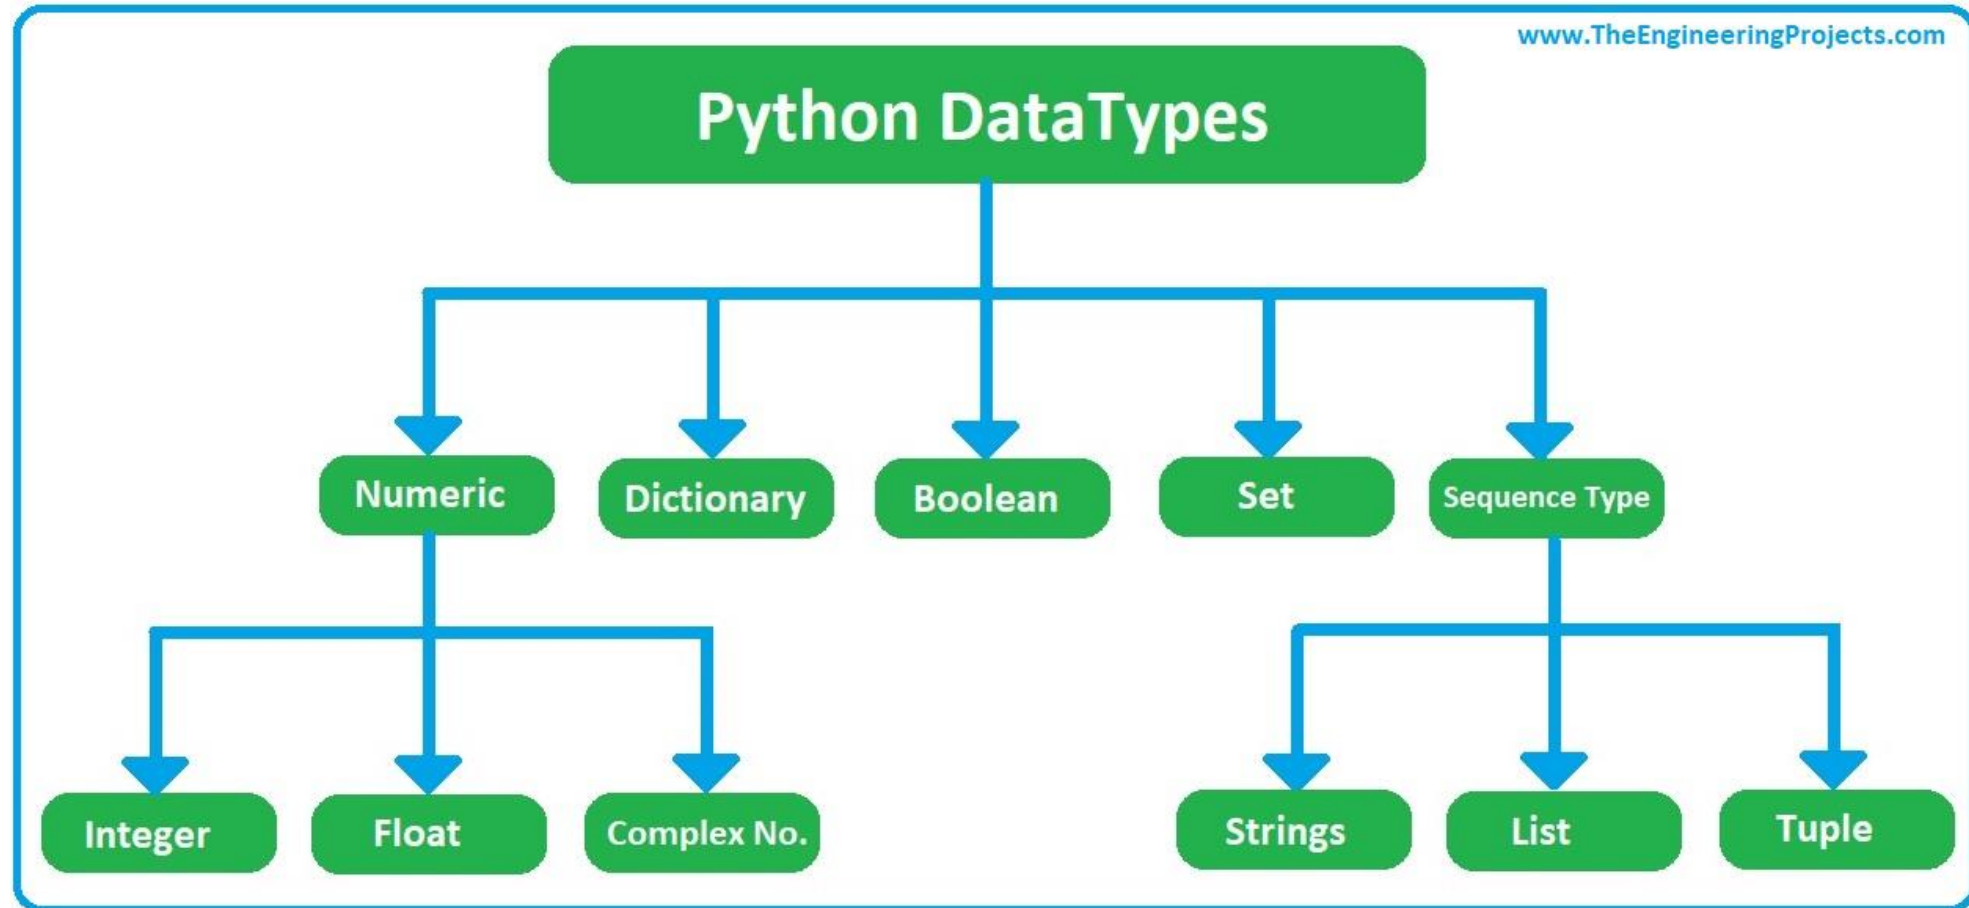 www.TheEngineeringProjects.com
Python DataTypes
Numeric
Dictionary
Boolean
Set
Sequence Type
Integer
Float
Complex No.
Strings
List
Tuple